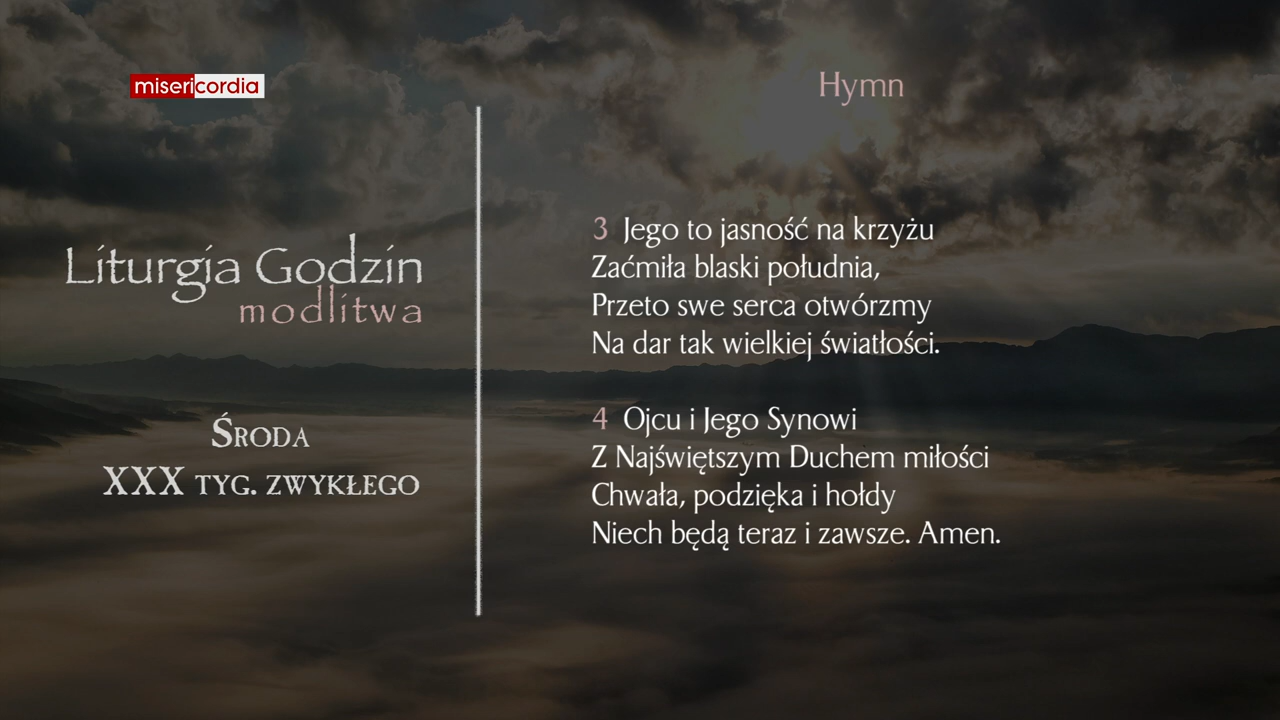 misericordia
Liturgia Godzin
modlitwa
Środa
XXX tyg. zwykłego
Hymn
3 Jego to jasność na krzyżu
Zaćmiła blaski południa,
Przeto swe serca otwórzmy
Na dar tak wielkiej światłości.
4 Ojcu i Jego Synowi
Z Najświętszym Duchem miłości
Chwała, podzięka i hołdy
Niech będą teraz i zawsze. Amen.